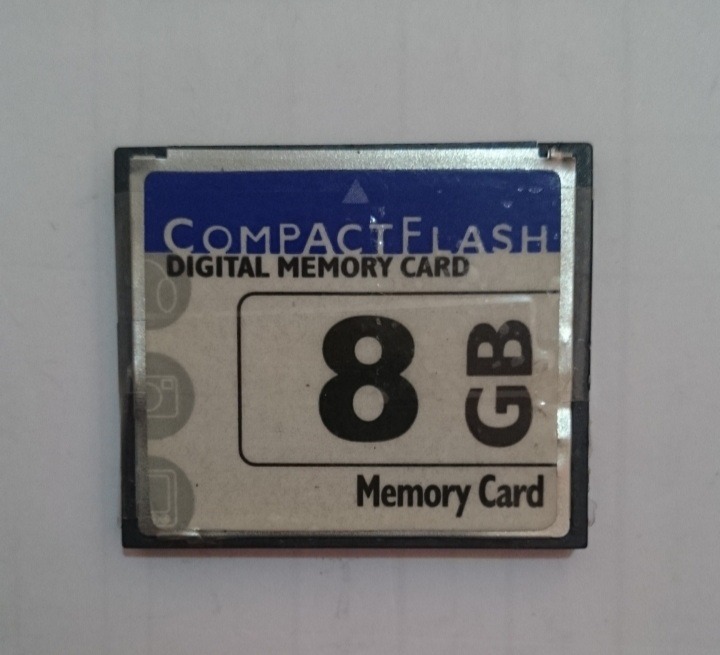 COMPACTFLASH
DIGITAL MEMORY CARD
8 GB
Memory Card